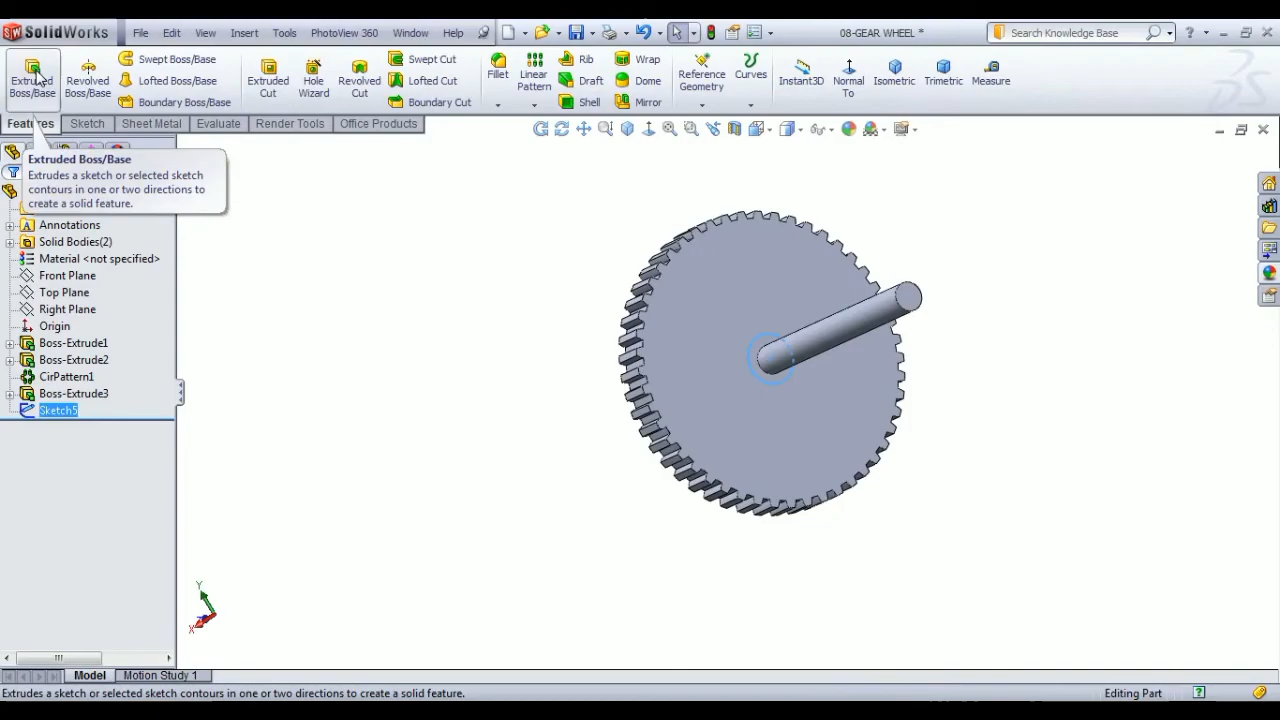 SolidWorks File Edit View Insert Tools PhotoView 360 Window Help 08-GEAR WHEEL * Search Knowledge Base
Extruded Boss/Base
Revolved Boss/Base
Swept Boss/Base
Lofted Boss/Base
Boundary Boss/Base
Extruded Cut
Hole Wizard
Revolved Cut
Swept Cut
Lofted Cut
Boundary Cut
Fillet
Linear Pattern
Rib
Draft
Shell
Wrap
Dome
Mirror
Reference Geometry
Curves
Instant3D
Normal To
Isometric
Trimetric
Measure
Features Sketch Sheet Metal Evaluate Render Tools Office Products
Extruded Boss/Base
Extrudes a sketch or selected sketch
contours in one or two directions to
create a solid feature.
Annotations
Solid Bodies(2)
Material <not specified>
Front Plane
Top Plane
Right Plane
Origin
Boss-Extrude1
Boss-Extrude2
CirPattern1
Boss-Extrude3
Sketch5
Y
X
Model Motion Study 1
Extrudes a sketch or selected sketch contours in one or two directions to create a solid feature. Editing Part